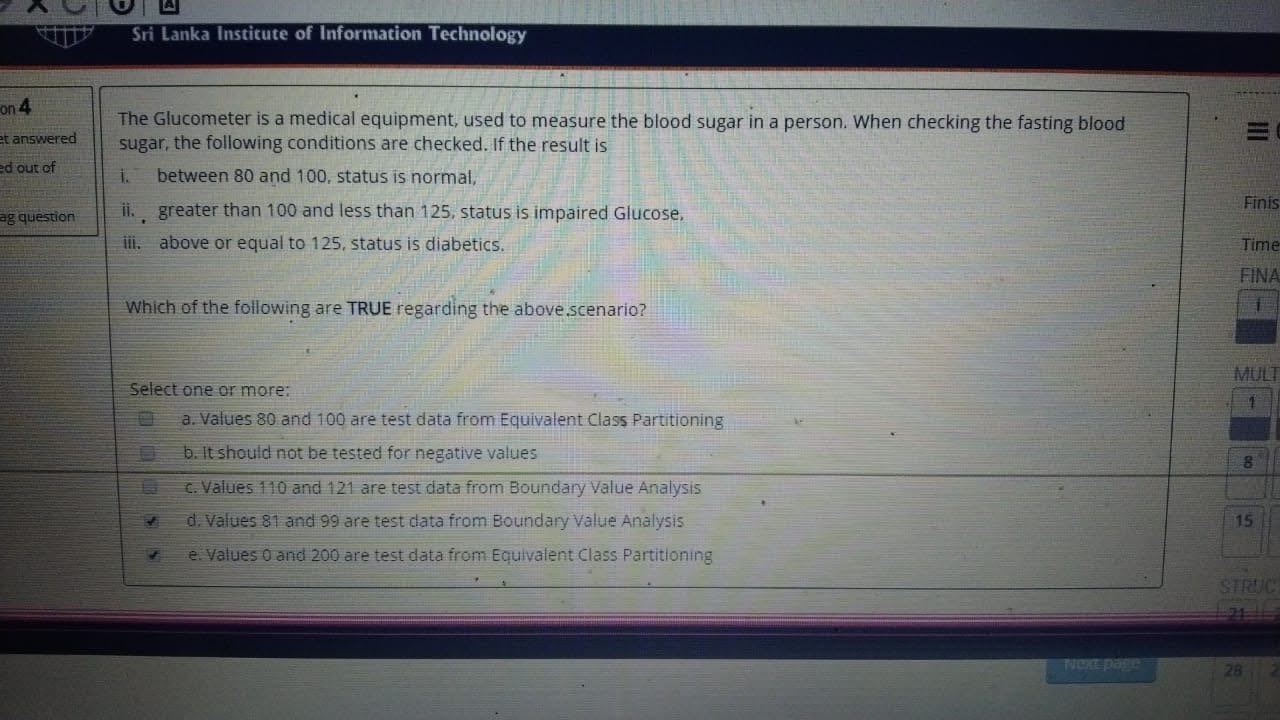 Sri Lanka Institute of Information Technology
on 4
et answered
ed out of
ag question
The Glucometer is a medical equipment, used to measure the blood sugar in a person. When checking the fasting blood
sugar, the following conditions are checked. If the result is
i. between 80 and 100, status is normal,
ii. greater than 100 and less than 125, status is impaired Glucose,
iii. above or equal to 125, status is diabetics.
Which of the following are TRUE regarding the above scenario?
Select one or more:
a. Values 80 and 100 are test data from Equivalent Class Partitioning
b. It should not be tested for negative values
c. Values 110 and 121 are test data from Boundary Value Analysis
d. Values 81 and 99 are test data from Boundary Value Analysis
e. Values 0 and 200 are test data from Equivalent Class Partitioning
Next page
Finis
Time
FINA
i
MULT
1
8
15
STRUC
21
28